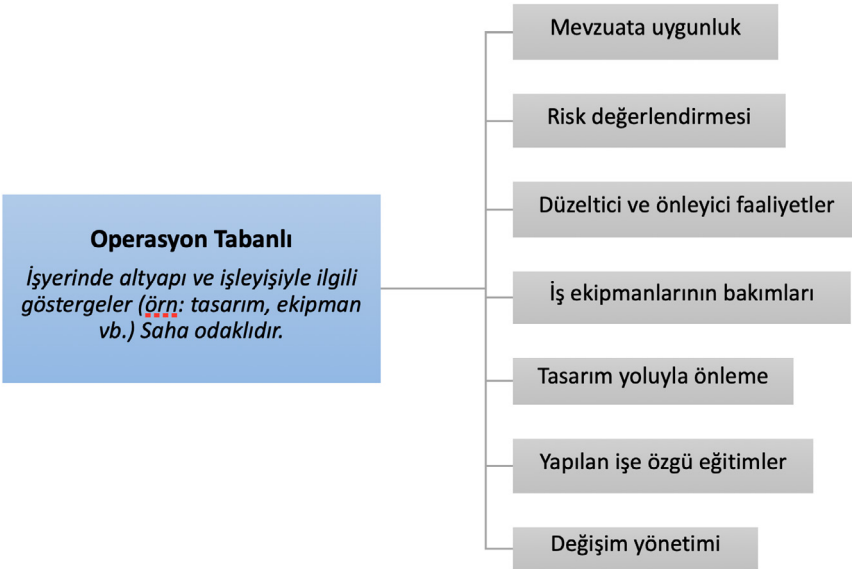 Operasyon Tabanlı
İşyerinde altyapı ve işleyişiyle ilgili
göstergeler (örn: tasarım, ekipman
vb.) Saha odaklıdır.
Mevzuata uygunluk
Risk değerlendirmesi
Düzeltici ve önleyici faaliyetler
İş ekipmanlarının bakımları
Tasarım yoluyla önleme
Yapılan işe özgü eğitimler
Değişim yönetimi